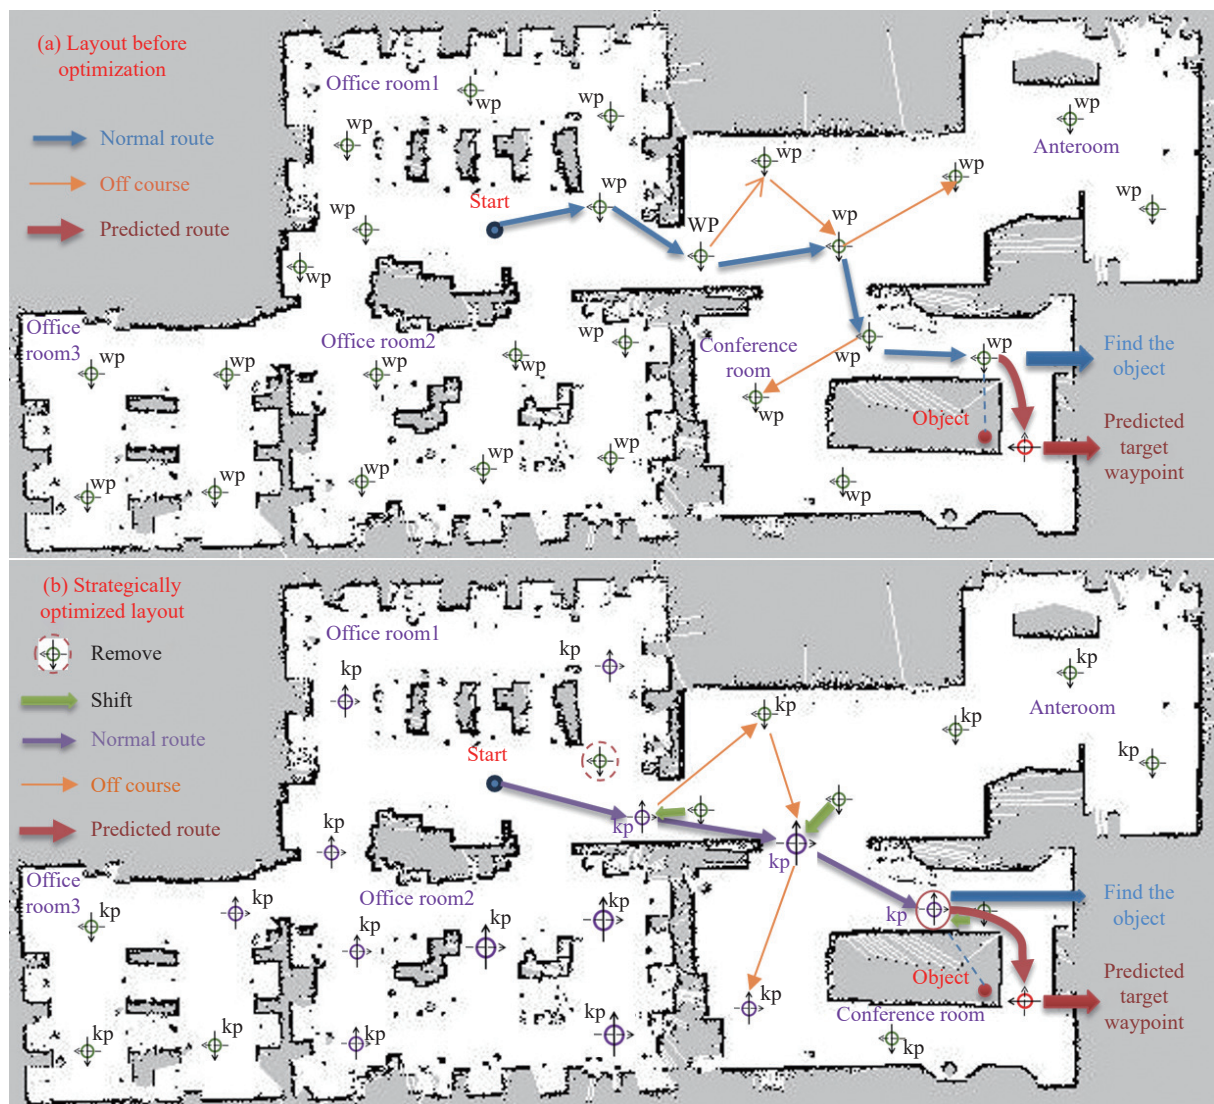 (a) Layout before
optimization
Normal route
Off course
Predicted route
Office room1
wp
wp
wp
wp
wp
wp
wp
wp
wp
Anteroom
Start
WP
wp
wp
wp
Office
room3
Office room2
wp
wp
wp
wp
wp
wp
wp
wp
wp
wp
Conference
room
wp
wp
wp
wp
Object
Find the
object
Predicted
target
waypoint
(b) Strategically
optimized layout
Remove
Shift
Normal route
Off course
Predicted route
Office room1
kp
kp
kp
kp
kp
Anteroom
kp
Start
kp
kp
kp
Office
room3
Office room2
kp
kp
kp
kp
kp
kp
kp
kp
kp
kp
kp
kp
kp
Object
Conference room
Find the
object
Predicted
target
waypoint